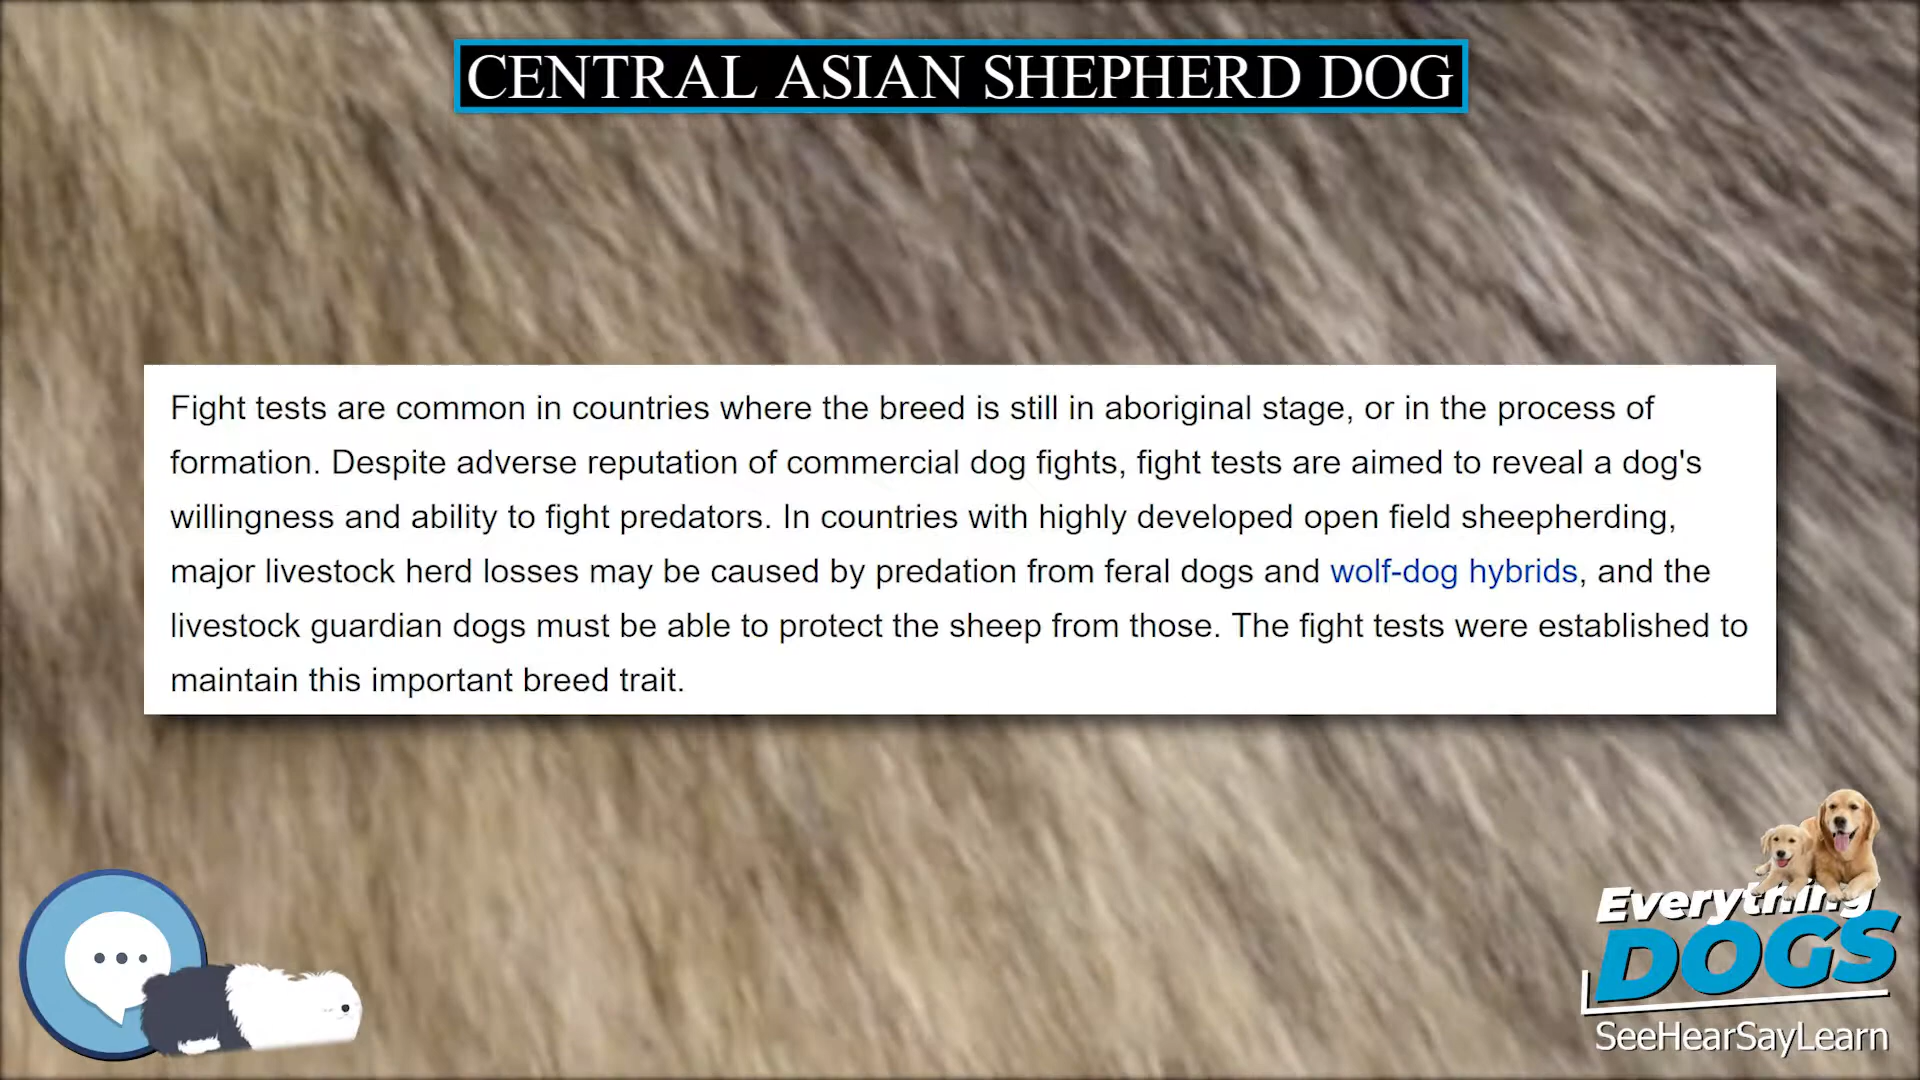 CENTRAL ASIAN SHEPHERD DOG
Fight tests are common in countries where the breed is still in aboriginal stage, or in the process of
formation. Despite adverse reputation of commercial dog fights, fight tests are aimed to reveal a dog's
willingness and ability to fight predators. In countries with highly developed open field sheepherding,
major livestock herd losses may be caused by predation from feral dogs and wolf-dog hybrids, and the
livestock guardian dogs must be able to protect the sheep from those. The fight tests were established to
maintain this important breed trait.
Everything
DOGS
SeeHearSayLearn